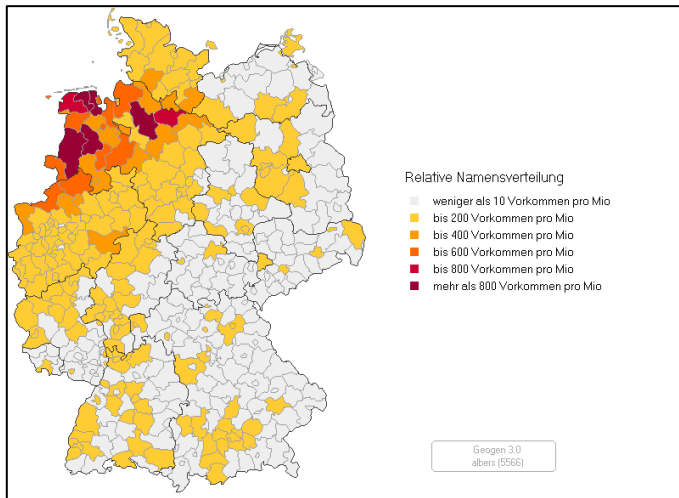 Relative Namensverteilung
weniger als 10 Vorkommen pro Mio
bis 200 Vorkommen pro Mio
bis 400 Vorkommen pro Mio
bis 600 Vorkommen pro Mio
bis 800 Vorkommen pro Mio
mehr als 800 Vorkommen pro Mio
Geogen 3.0
albers (5566)